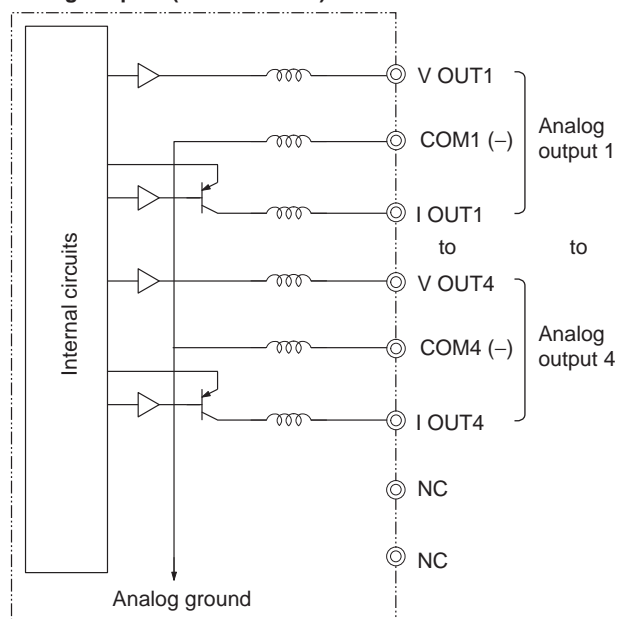 V OUT1
COM1 (–)
Analog
output 1
I OUT1
to
to
Internal circuits
V OUT4
COM4 (–)
Analog
output 4
I OUT4
NC
NC
Analog ground